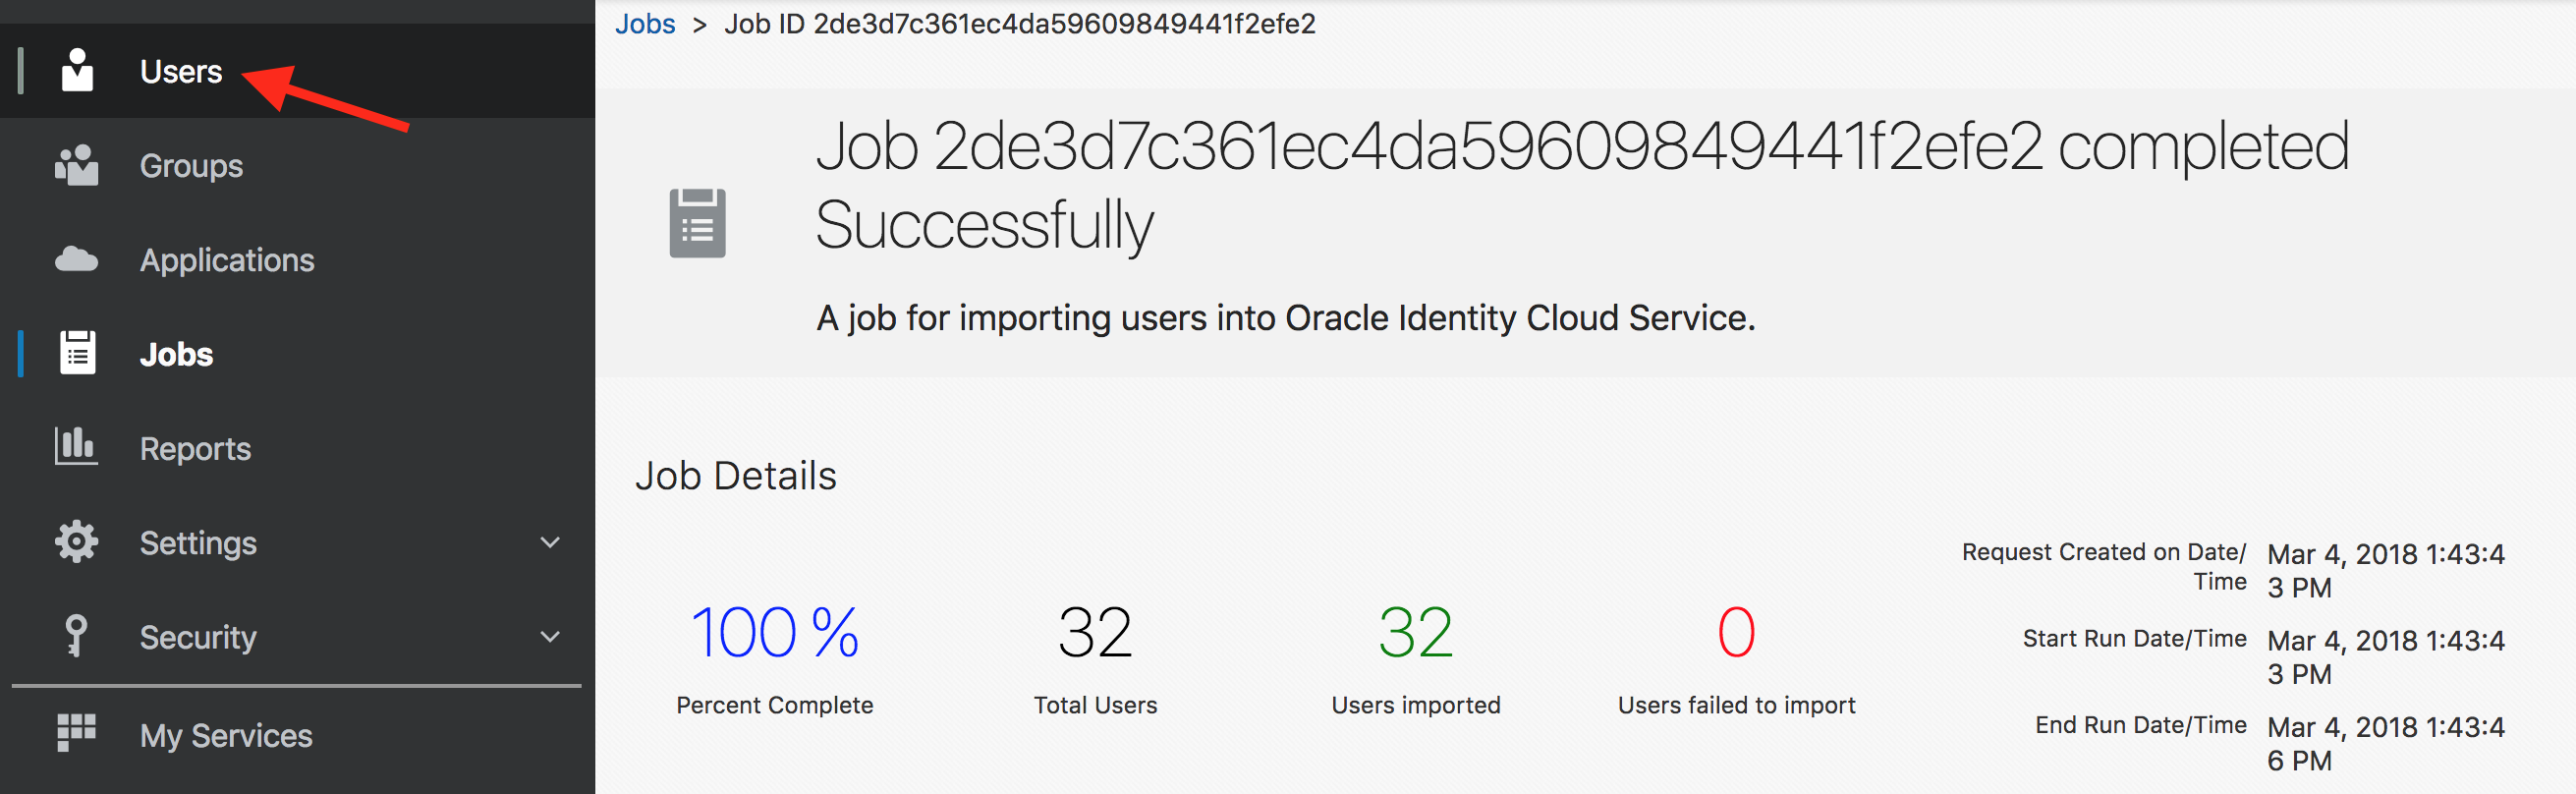 Users
Groups
Applications
Jobs
Reports
Settings
Security
My Services
Jobs > Job ID 2de3d7c361ec4da59609849441f2efe2
Job 2de3d7c361ec4da59609849441f2efe2 completed
Successfully
A job for importing users into Oracle Identity Cloud Service.
Job Details
100 %
Percent Complete
32
Total Users
32
Users imported
0
Users failed to import
Request Created on Date/
Time
Mar 4, 2018 1:43:4
3 PM
Start Run Date/Time
Mar 4, 2018 1:43:4
3 PM
End Run Date/Time
Mar 4, 2018 1:43:4
6 PM